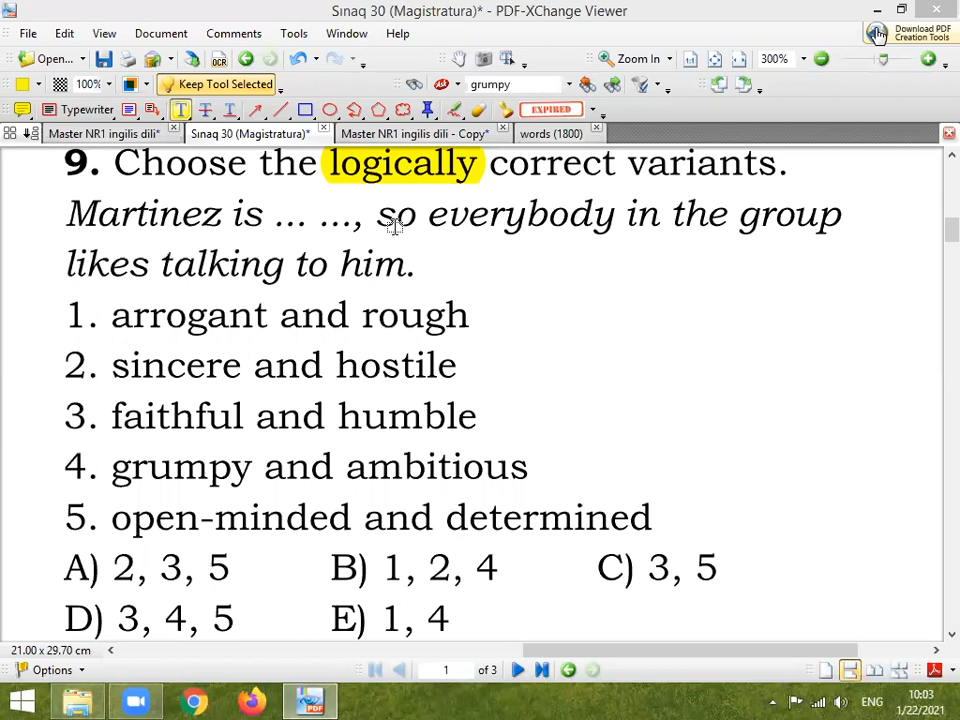 Sınaq 30 (Magistratura)* - PDF-XChange Viewer
File Edit View Document Comments Tools Window Help
Download PDF Creation Tools
Open... OCR Zoom In 300%
100% Keep Tool Selected grumpy
Typewriter EXPIRED
Master NR1 ingilis dili* Sınaq 30 (Magistratura)* Master NR1 ingilis dili - Copy* words (1800)
9. Choose the logically correct variants.
Martinez is ... ..., so everybody in the group
likes talking to him.
1. arrogant and rough
2. sincere and hostile
3. faithful and humble
4. grumpy and ambitious
5. open-minded and determined
A) 2, 3, 5 B) 1, 2, 4 C) 3, 5
D) 3, 4, 5 E) 1, 4
21.00 x 29.70 cm
Options 1 of 3
ENG 10:03
1/22/2021